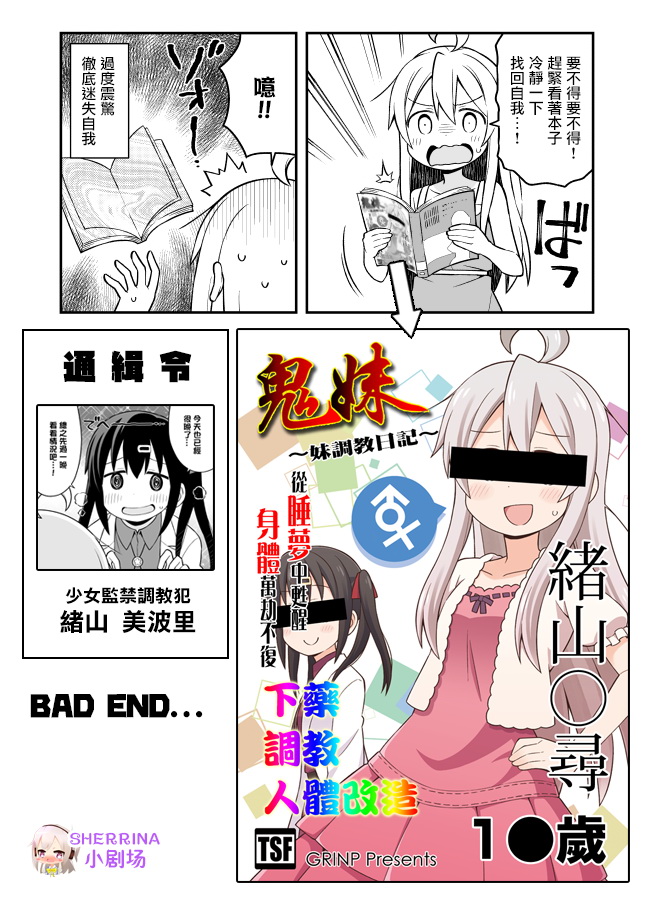 要不得要不得！
趕緊看著本子
冷靜一下
找回自我…！
ばっ
噫!!
ゾォ〜〜
過度震驚
徹底迷失自我
通緝令
今天也已經
很晚了…
總之先過一晚
看看情況吧…！
でへ
少女監禁調教犯
緒山 美波里
BAD END...
鬼妹
～妹調教日記～
從睡夢中甦醒
身體萬劫不復
緒山〇尋
下藥
調教
人體改造
1●歲
TSF
GRINP Presents
SHERRINA
小剧场